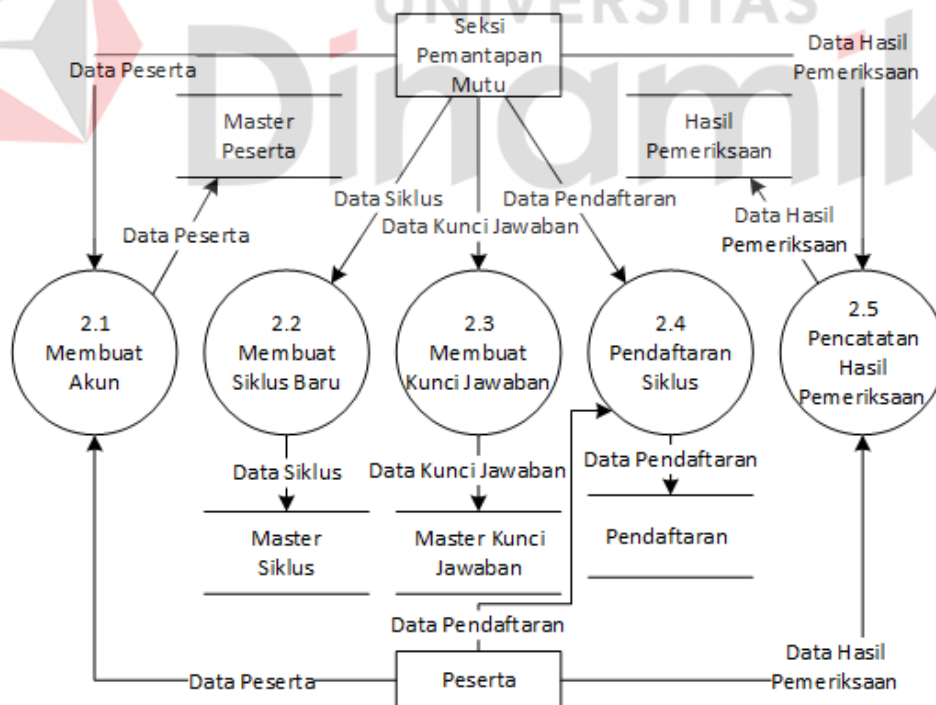 UNIVERSITAS
Dinamik
Seksi
Pemantapan
Mutu
Data Peserta
Data Hasil
Pemeriksaan
Master
Peserta
Hasil
Pemeriksaan
Data Siklus
Data Pendaftaran
Data Kunci Jawaban
Data Peserta
Data Hasil
Pemeriksaan
2.1
Membuat
Akun
2.2
Membuat
Siklus Baru
2.3
Membuat
Kunci Jawaban
2.4
Pendaftaran
Siklus
2.5
Pencatatan
Hasil
Pemeriksaan
Data Siklus
Data Kunci Jawaban
Data Pendaftaran
Master
Siklus
Master Kunci
Jawaban
Pendaftaran
Data Pendaftaran
Data Peserta
Peserta
Data Hasil
Pemeriksaan